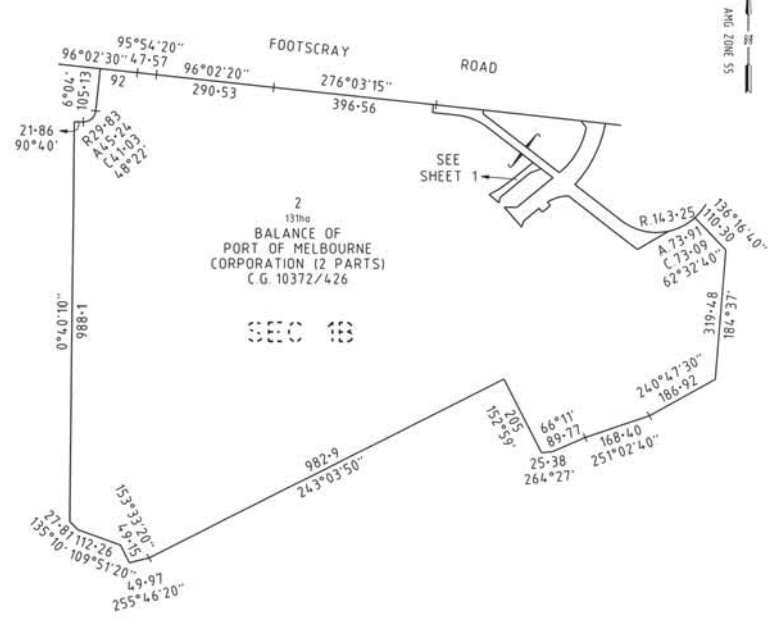 AMG ZONE 55
FOOTSCRAY
ROAD
95°54'20"
96°02'30" 47·57
92
96°02'20"
290·53
276°03'15"
396·56
6°04'
105·13
21·86
90°40'
R29·83
A45·24
C41·03
48°22'
SEE
SHEET 1
2
131ha
BALANCE OF
PORT OF MELBOURNE
CORPORATION (2 PARTS)
C.G. 10372/426
SEC 1B
R.143·25
A.73·91
C.73·09
62°32'40"
136°16'40"
110·30
319·48
184°37'
240°47'30"
186·92
0°40'10"
988·1
205
152°59'
66°11'
89·77
168·40
251°02'40"
25·38
264°27'
982·9
243°03'50"
153°33'20"
49·15
27·81 112·26
135°10' 109°51'20"
49·97
255°46'20"